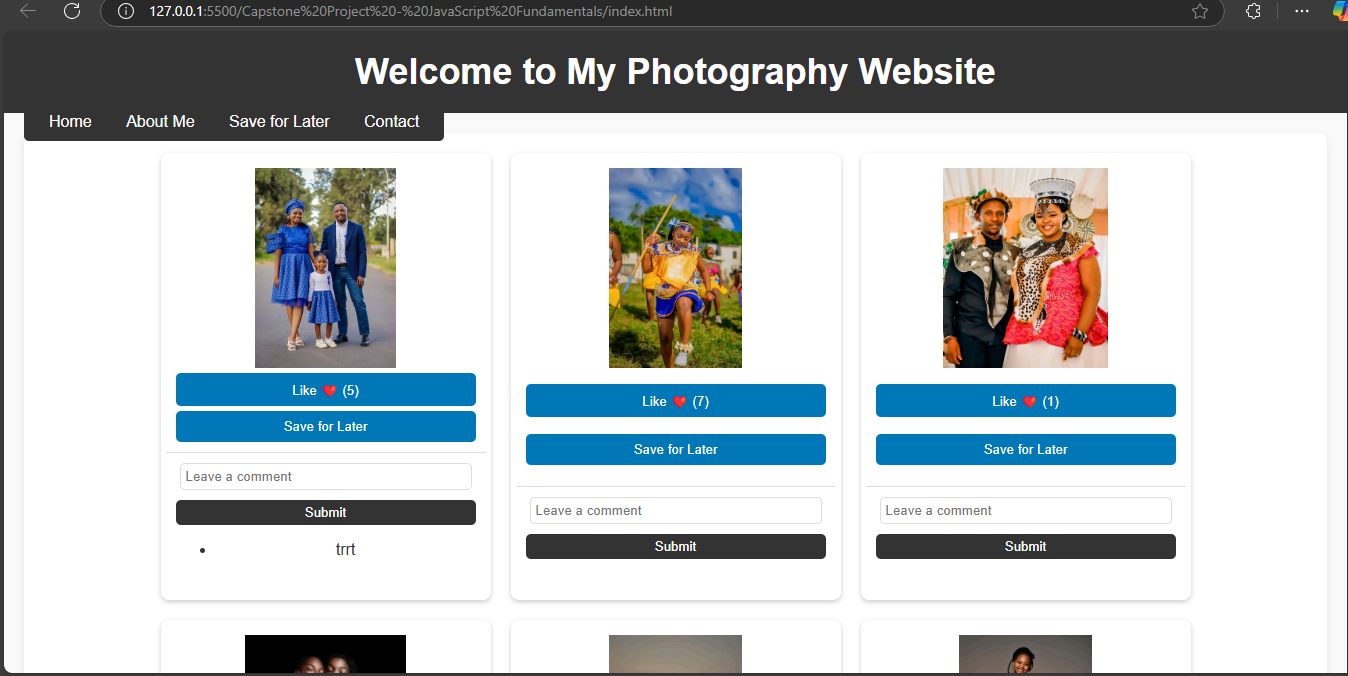 127.0.0.1:5500/Capstone%20Project%20-%20JavaScript%20Fundamentals/index.html
Welcome to My Photography Website
Home About Me Save for Later Contact
Like ❤️ (5)
Save for Later
Leave a comment
Submit
• trrt
Like ❤️ (7)
Save for Later
Leave a comment
Submit
Like ❤️ (1)
Save for Later
Leave a comment
Submit